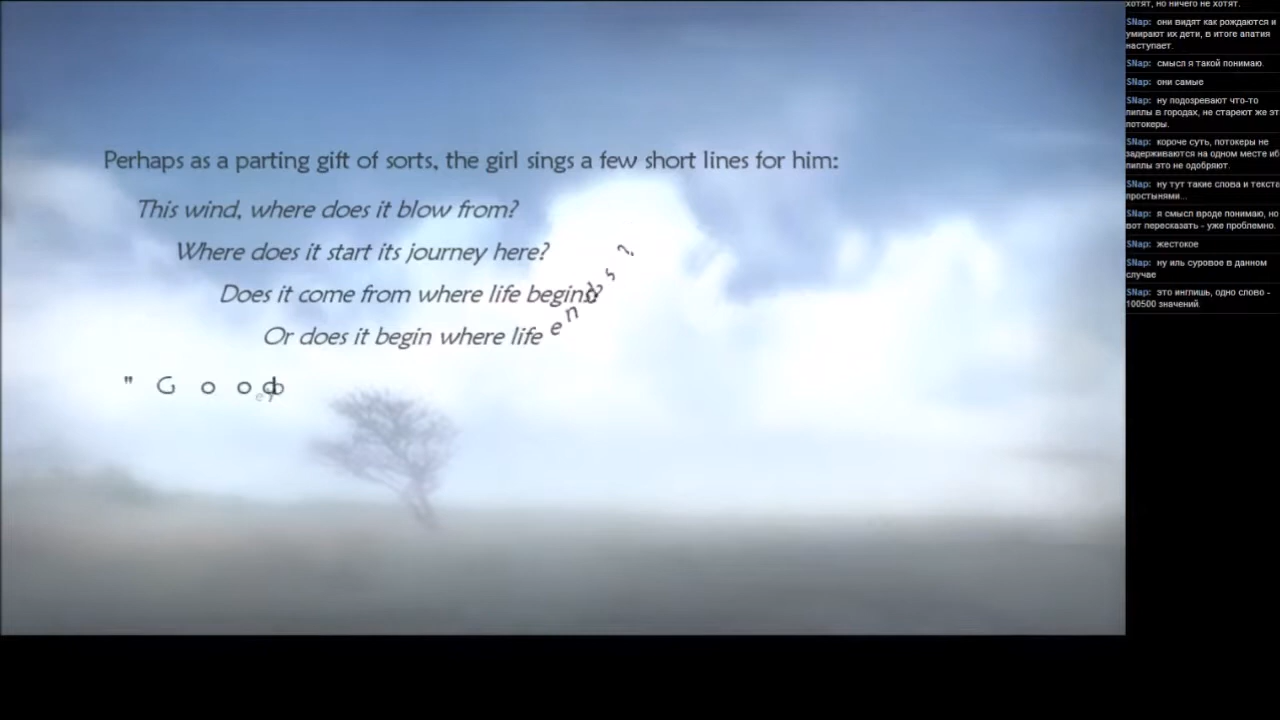 Perhaps as a parting gift of sorts, the girl sings a few short lines for him:
This wind, where does it blow from?
Where does it start its journey here?
Does it come from where life begins?
Or does it begin where life ends?
" Good
хотят, но ничего не хотят.
SNap: они видят как рождаются и
умирают их дети, в итоге апатия
наступает.
SNap: смысл я такой понимаю.
SNap: они самые
SNap: ну подозревают что-то
пиплы в городах, не стареют же эт
потокеры.
SNap: короче суть, потокеры не
задерживаются на одном месте иб
пиплы это не одобряют.
SNap: ну тут такие слова и текста
простынями...
SNap: я смысл вроде понимаю, но
вот пересказать - уже проблемно.
SNap: жестокое
SNap: ну иль суровое в данном
случае
SNap: это инглишь, одно слово -
100500 значений.